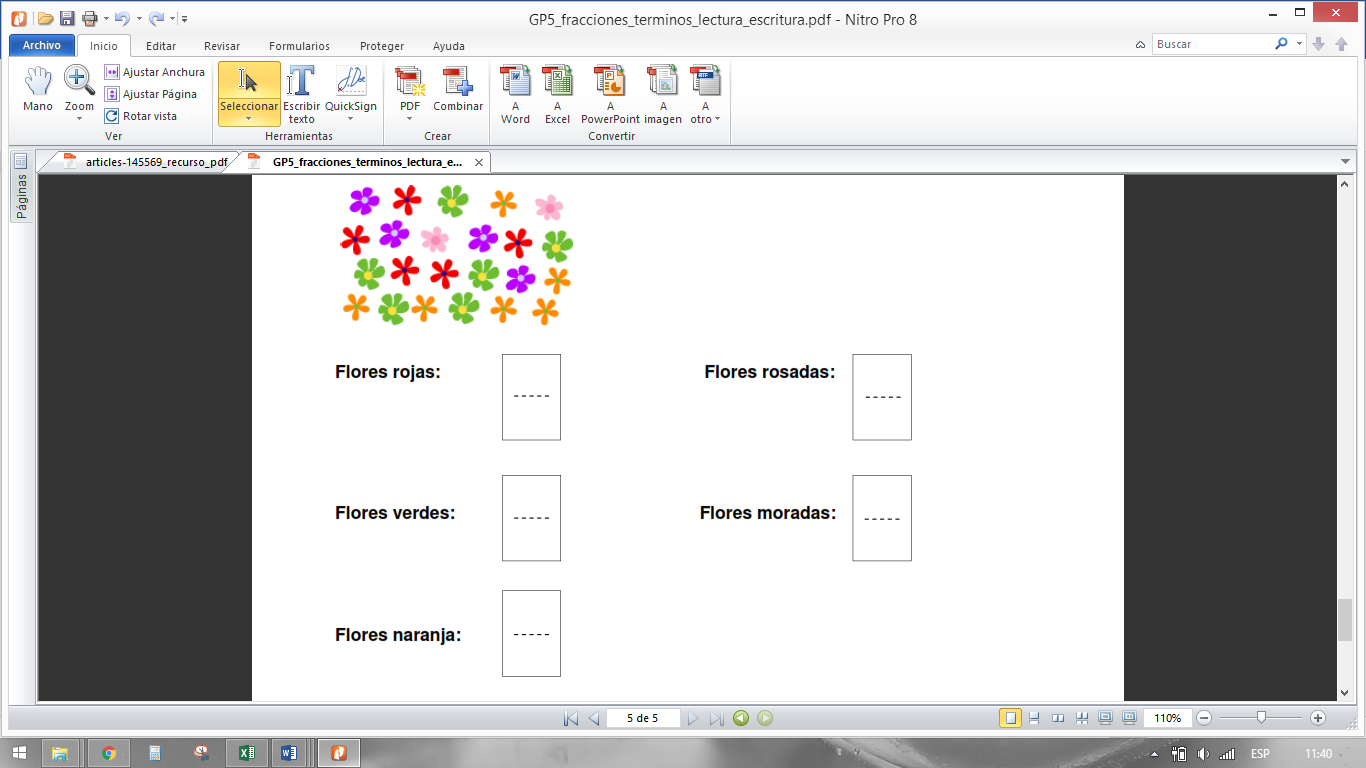 GP5_fracciones_terminos_lectura_escritura.pdf - Nitro Pro 8
Archivo Inicio Editar Revisar Formularios Proteger Ayuda Buscar
Mano
Zoom
Ajustar Anchura
Ajustar Página
Rotar vista
Ver
Seleccionar
Escribir texto
QuickSign
Herramientas
PDF
Combinar
Crear
A Word
A Excel
A PowerPoint
A imagen
A otro
Convertir
articles-145569_recurso_pdf GP5_fracciones_terminos_lectura_e...
Páginas
Flores rojas: ----- Flores rosadas: -----
Flores verdes: ----- Flores moradas: -----
Flores naranja: -----
5 de 5 110%
ESP 11:40